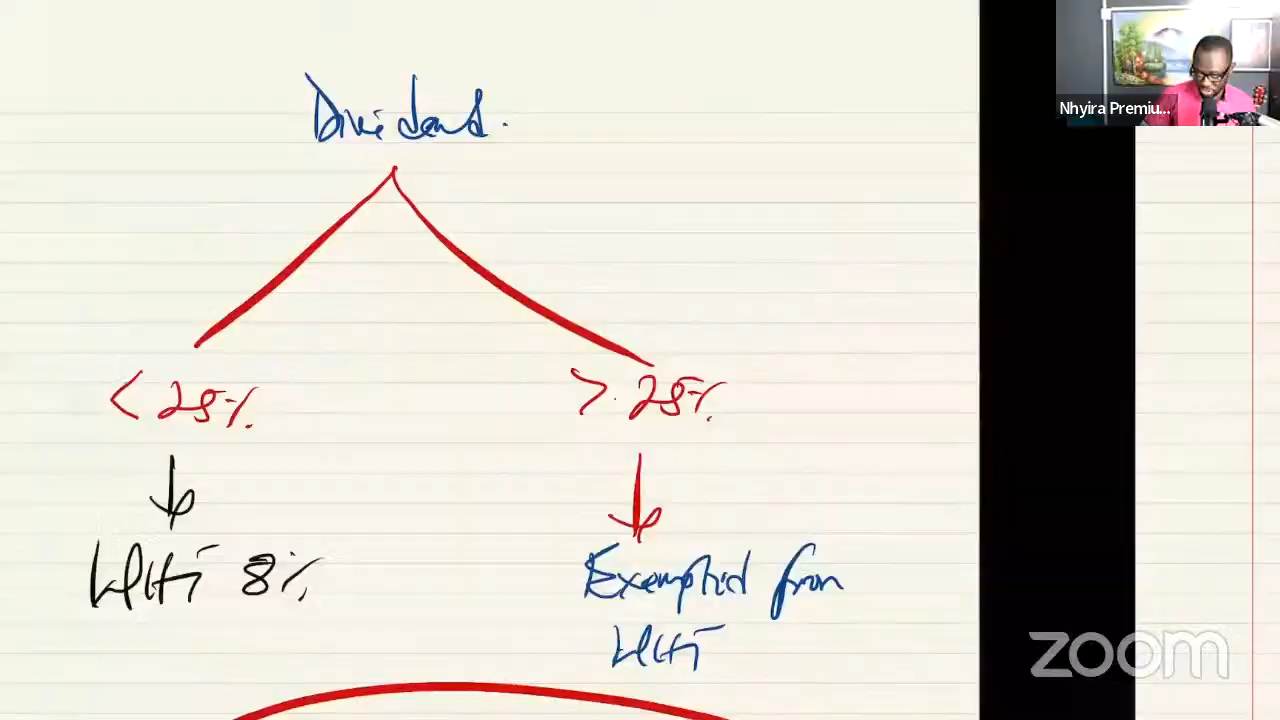 Dividend.
< 25%
> 25%
WHT 8%
Exempted from
WHT
Nhyira Premiu...
zoom